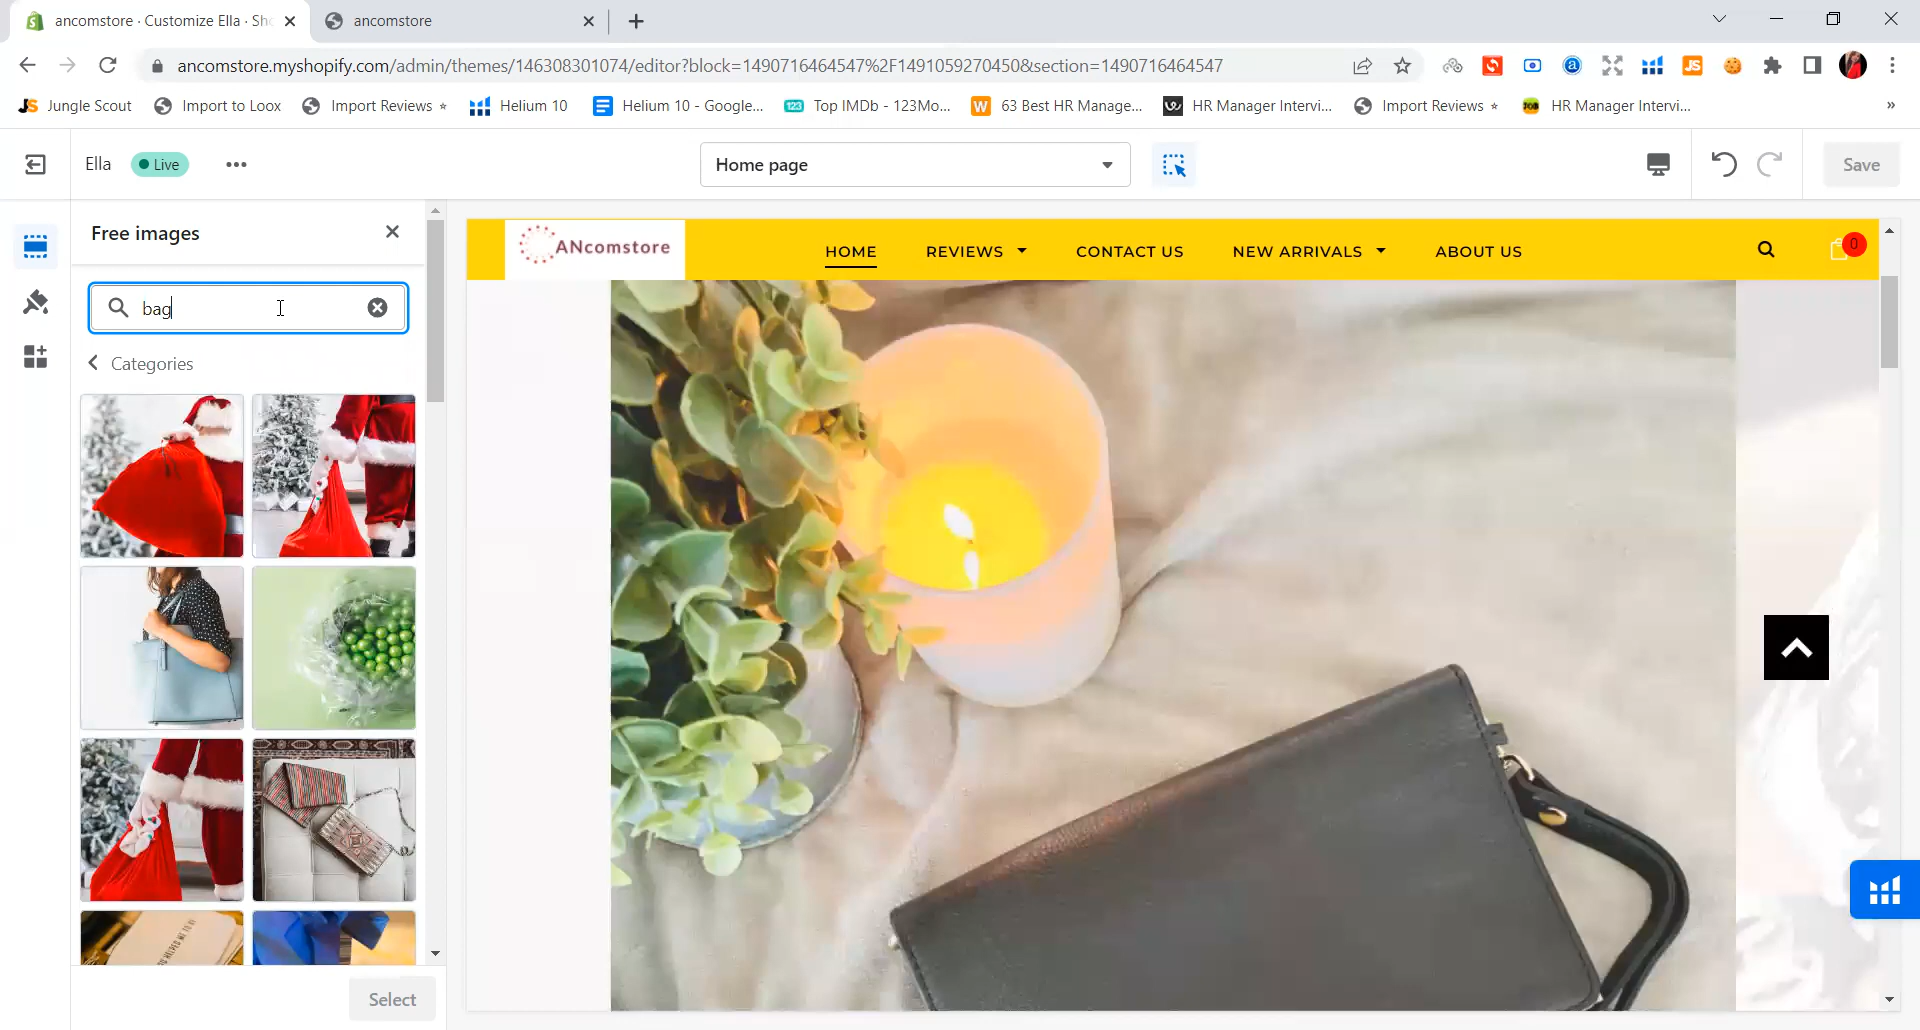 ancomstore · Customize Ella · Sh
ancomstore
ancomstore.myshopify.com/admin/themes/146308301074/editor?block=1490716464547%2F1491059270450&section=1490716464547
Jungle Scout
Import to Loox
Import Reviews
Helium 10
Helium 10 - Google...
Top IMDb - 123Mo...
63 Best HR Manage...
HR Manager Intervi...
Import Reviews
HR Manager Intervi...
»
Ella
Live
Home page
Save
Free images
bag
Categories
Select
ANcomstore
HOME
REVIEWS
CONTACT US
NEW ARRIVALS
ABOUT US
0